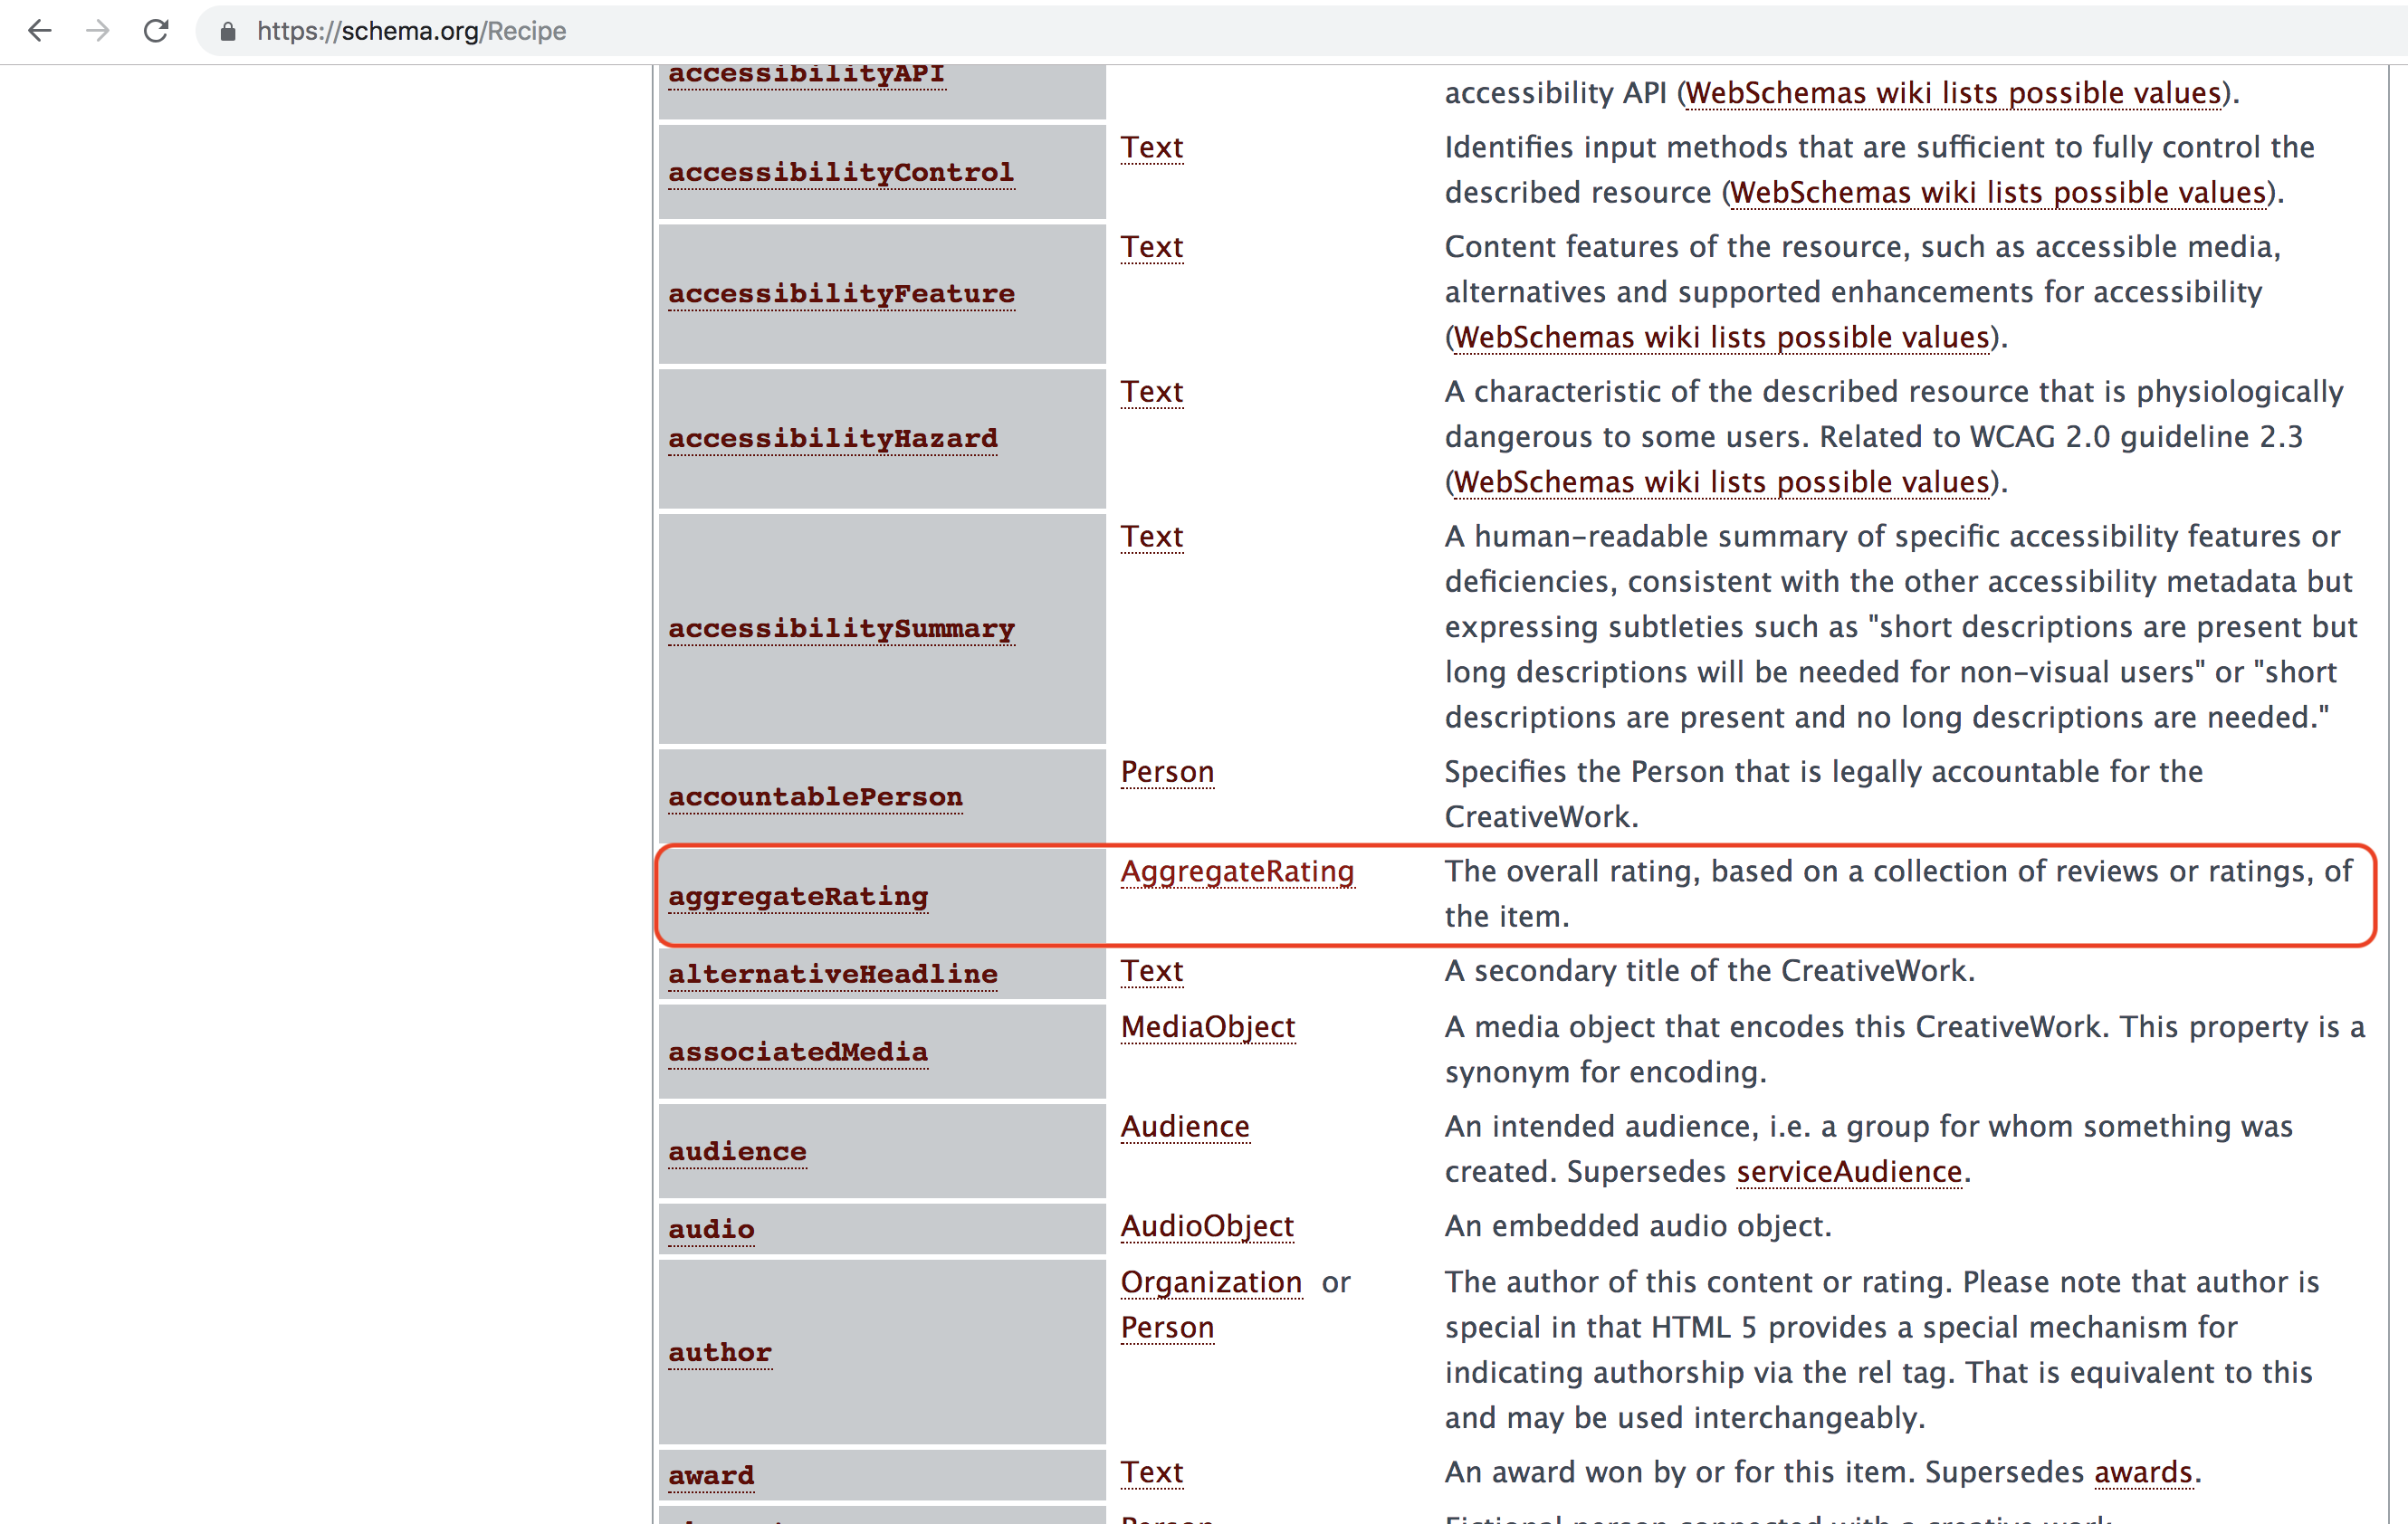 https://schema.org/Recipe
accessibilityAPI
accessibility API (WebSchemas wiki lists possible values).
accessibilityControl
Text
Identifies input methods that are sufficient to fully control the
described resource (WebSchemas wiki lists possible values).
accessibilityFeature
Text
Content features of the resource, such as accessible media,
alternatives and supported enhancements for accessibility
(WebSchemas wiki lists possible values).
accessibilityHazard
Text
A characteristic of the described resource that is physiologically
dangerous to some users. Related to WCAG 2.0 guideline 2.3
(WebSchemas wiki lists possible values).
accessibilitySummary
Text
A human-readable summary of specific accessibility features or
deficiencies, consistent with the other accessibility metadata but
expressing subtleties such as "short descriptions are present but
long descriptions will be needed for non-visual users" or "short
descriptions are present and no long descriptions are needed."
accountablePerson
Person
Specifies the Person that is legally accountable for the
CreativeWork.
aggregateRating
AggregateRating
The overall rating, based on a collection of reviews or ratings, of
the item.
alternativeHeadline
Text
A secondary title of the CreativeWork.
associatedMedia
MediaObject
A media object that encodes this CreativeWork. This property is a
synonym for encoding.
audience
Audience
An intended audience, i.e. a group for whom something was
created. Supersedes serviceAudience.
audio
AudioObject
An embedded audio object.
author
Organization or
Person
The author of this content or rating. Please note that author is
special in that HTML 5 provides a special mechanism for
indicating authorship via the rel tag. That is equivalent to this
and may be used interchangeably.
award
Text
An award won by or for this item. Supersedes awards.
Person
Fictional person connected with a creative work